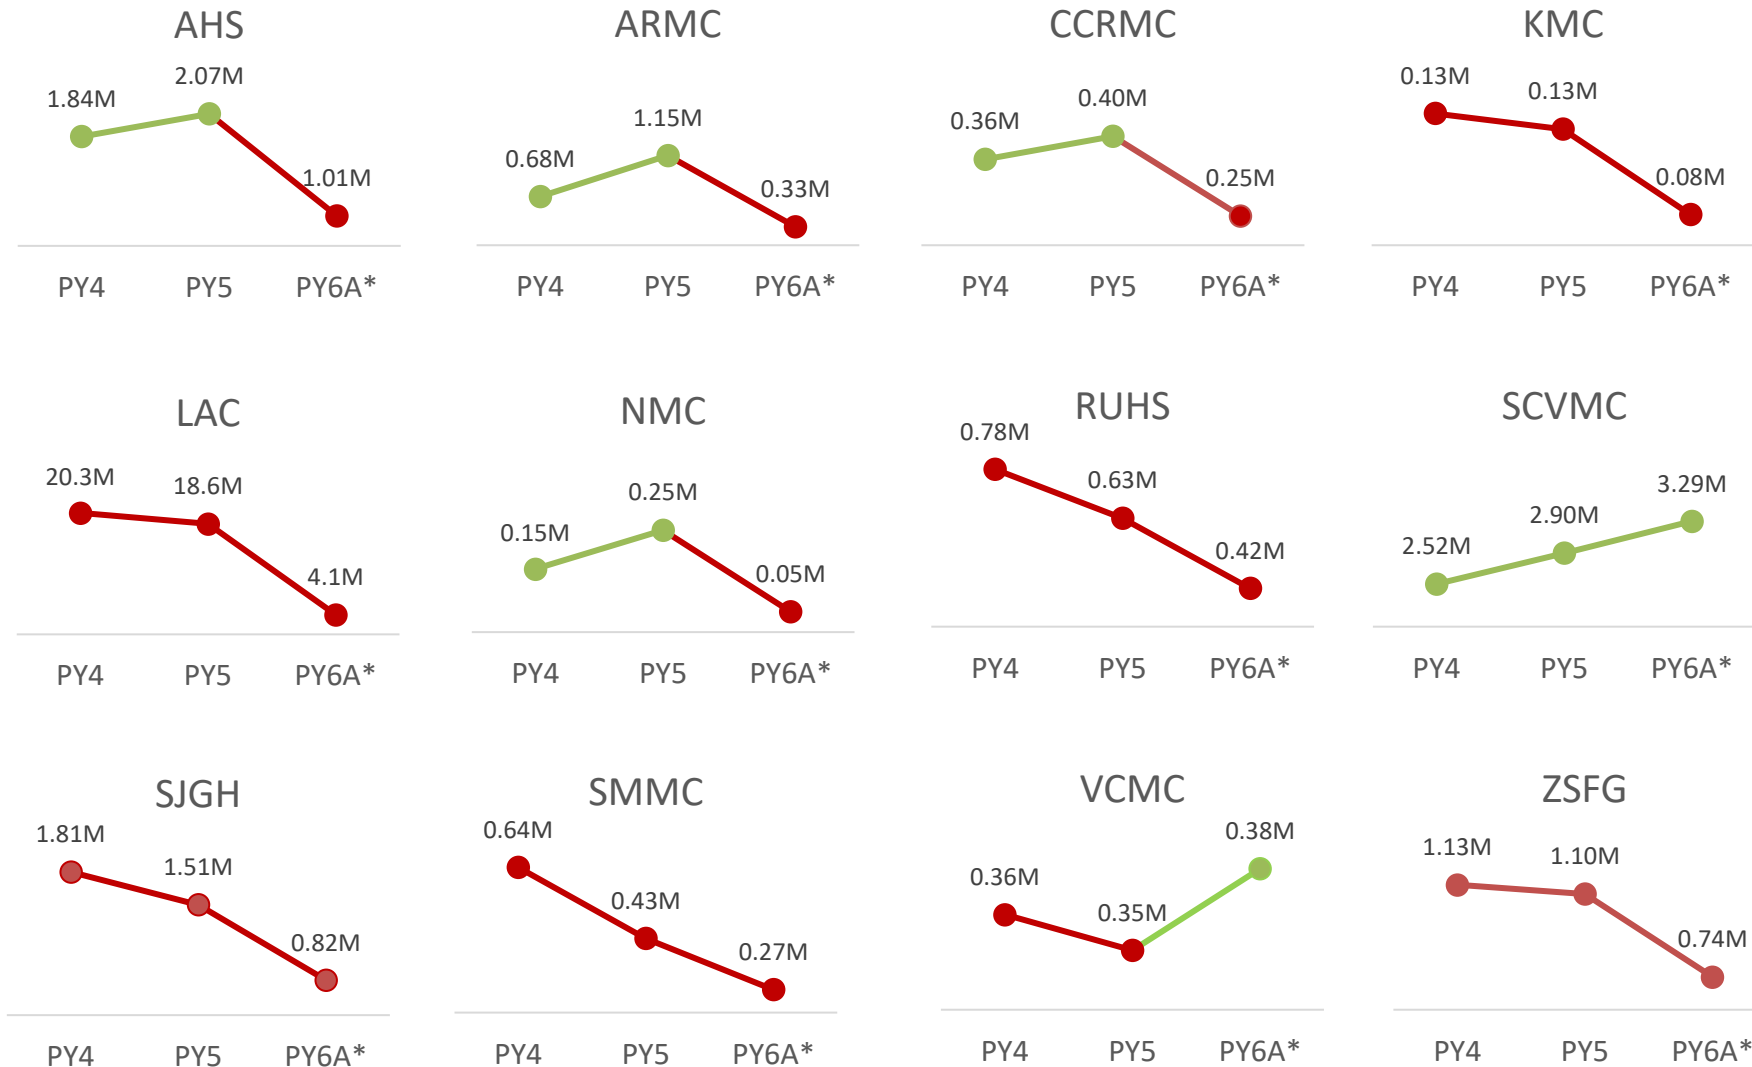 AHS
1.84M
2.07M
1.01M
PY4 PY5 PY6A*
ARMC
0.68M
1.15M
0.33M
PY4 PY5 PY6A*
CCRMC
0.36M
0.40M
0.25M
PY4 PY5 PY6A*
KMC
0.13M
0.13M
0.08M
PY4 PY5 PY6A*
LAC
20.3M
18.6M
4.1M
PY4 PY5 PY6A*
NMC
0.15M
0.25M
0.05M
PY4 PY5 PY6A*
RUHS
0.78M
0.63M
0.42M
PY4 PY5 PY6A*
SCVMC
2.52M
2.90M
3.29M
PY4 PY5 PY6A*
SJGH
1.81M
1.51M
0.82M
PY4 PY5 PY6A*
SMMC
0.64M
0.43M
0.27M
PY4 PY5 PY6A*
VCMC
0.36M
0.35M
0.38M
PY4 PY5 PY6A*
ZSFG
1.13M
1.10M
0.74M
PY4 PY5 PY6A*